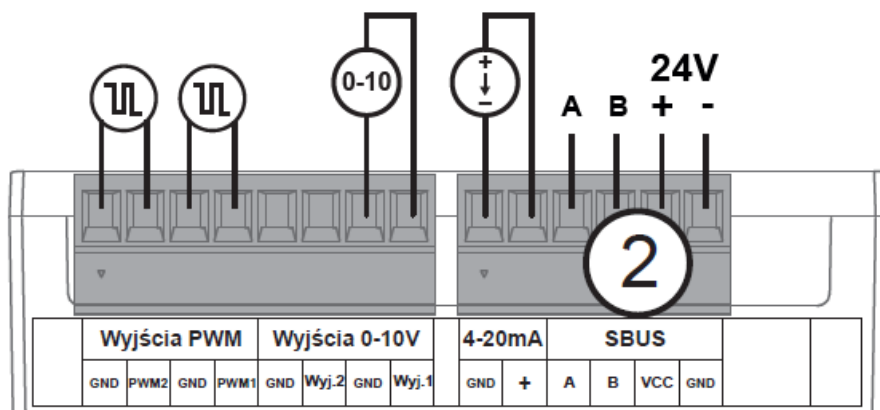 24V
0-10 + - A B + -
2
Wyjścia PWM Wyjścia 0-10V 4-20mA SBUS
GND PWM2 GND PWM1 GND Wyj.2 GND Wyj.1 GND + A B VCC GND